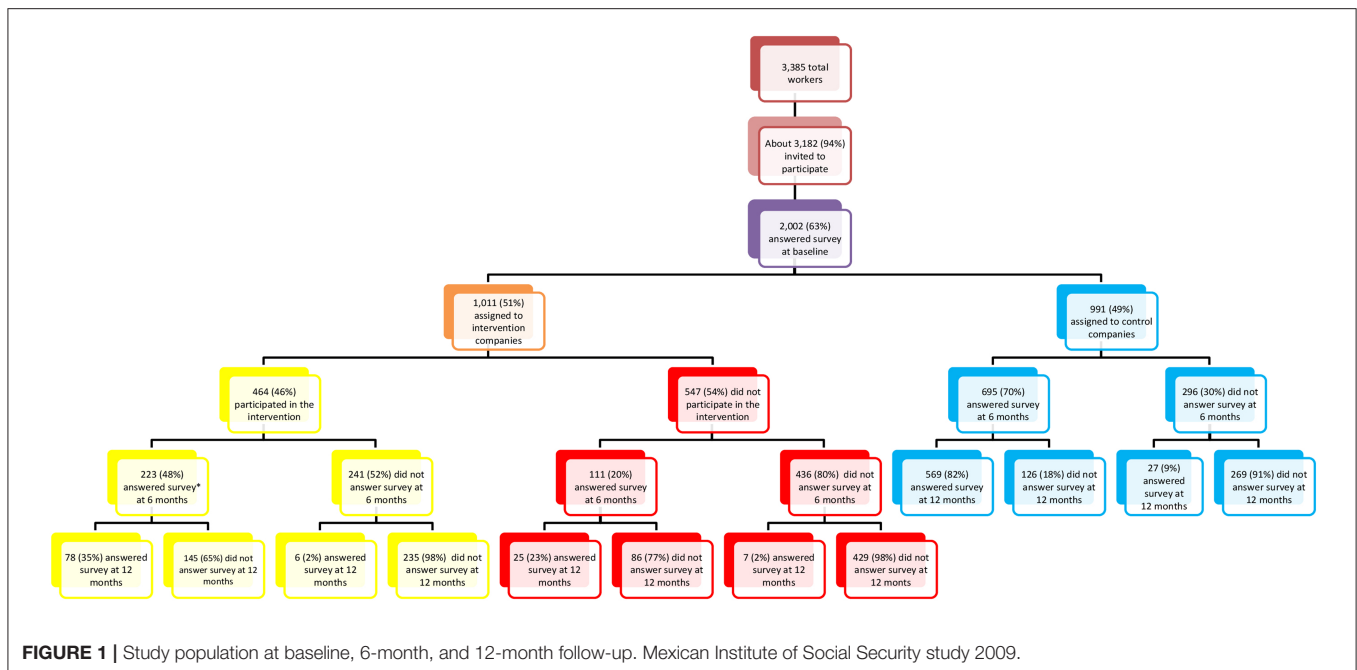 3,385 total
workers
About 3,182 (94%)
invited to
participate
2,002 (63%)
answered survey
at baseline
1,011 (51%)
assigned to
intervention
companies
991 (49%)
assigned to control
companies
464 (46%)
participated in the
intervention
547 (54%) did not
participate in the
intervention
695 (70%)
answered survey
at 6 months
296 (30%) did not
answer survey at
6 months
223 (48%)
answered survey*
at 6 months
241 (52%) did not
answer survey at
6 months
111 (20%)
answered survey
at 6 months
436 (80%) did not
answer survey at 6
months
569 (82%)
answered survey at
12 months
126 (18%) did not
answer survey at
12 months
27 (9%)
answered
survey at
12 months
269 (91%) did not
answer survey at
12 months
78 (35%) answered
survey at 12
months
145 (65%) did not
answer survey at 12
months
6 (2%) answered
survey at 12
months
235 (98%) did not
answer survey at
12 months
25 (23%) answered
survey at 12
months
86 (77%) did not
answer survey at
12 months
7 (2%) answered
survey at 12
months
429 (98%) did not
answer survey at
12 monts
FIGURE 1 | Study population at baseline, 6-month, and 12-month follow-up. Mexican Institute of Social Security study 2009.